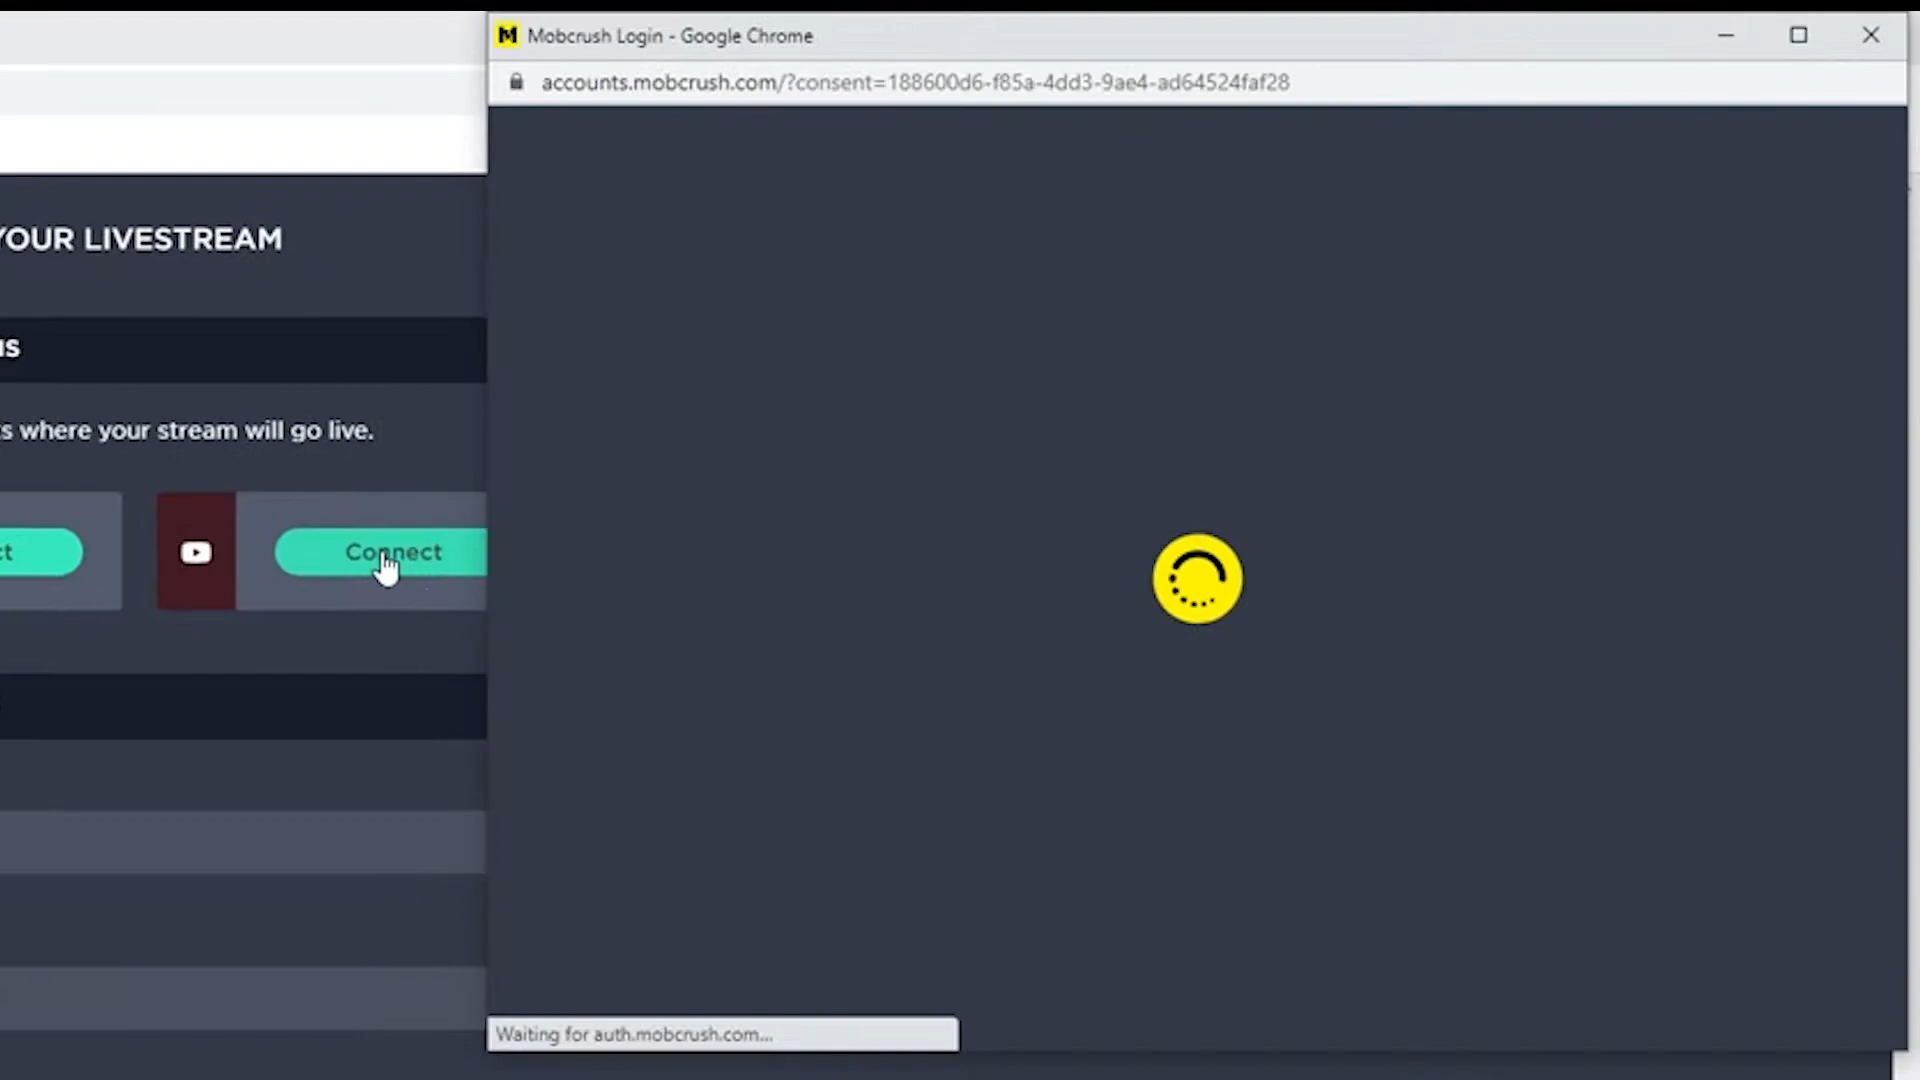 M Mobcrush Login - Google Chrome
accounts.mobcrush.com/?consent=188600d6-f85a-4dd3-9ae4-ad64524faf28
YOUR LIVESTREAM
where your stream will go live.
Connect
Waiting for auth.mobcrush.com...